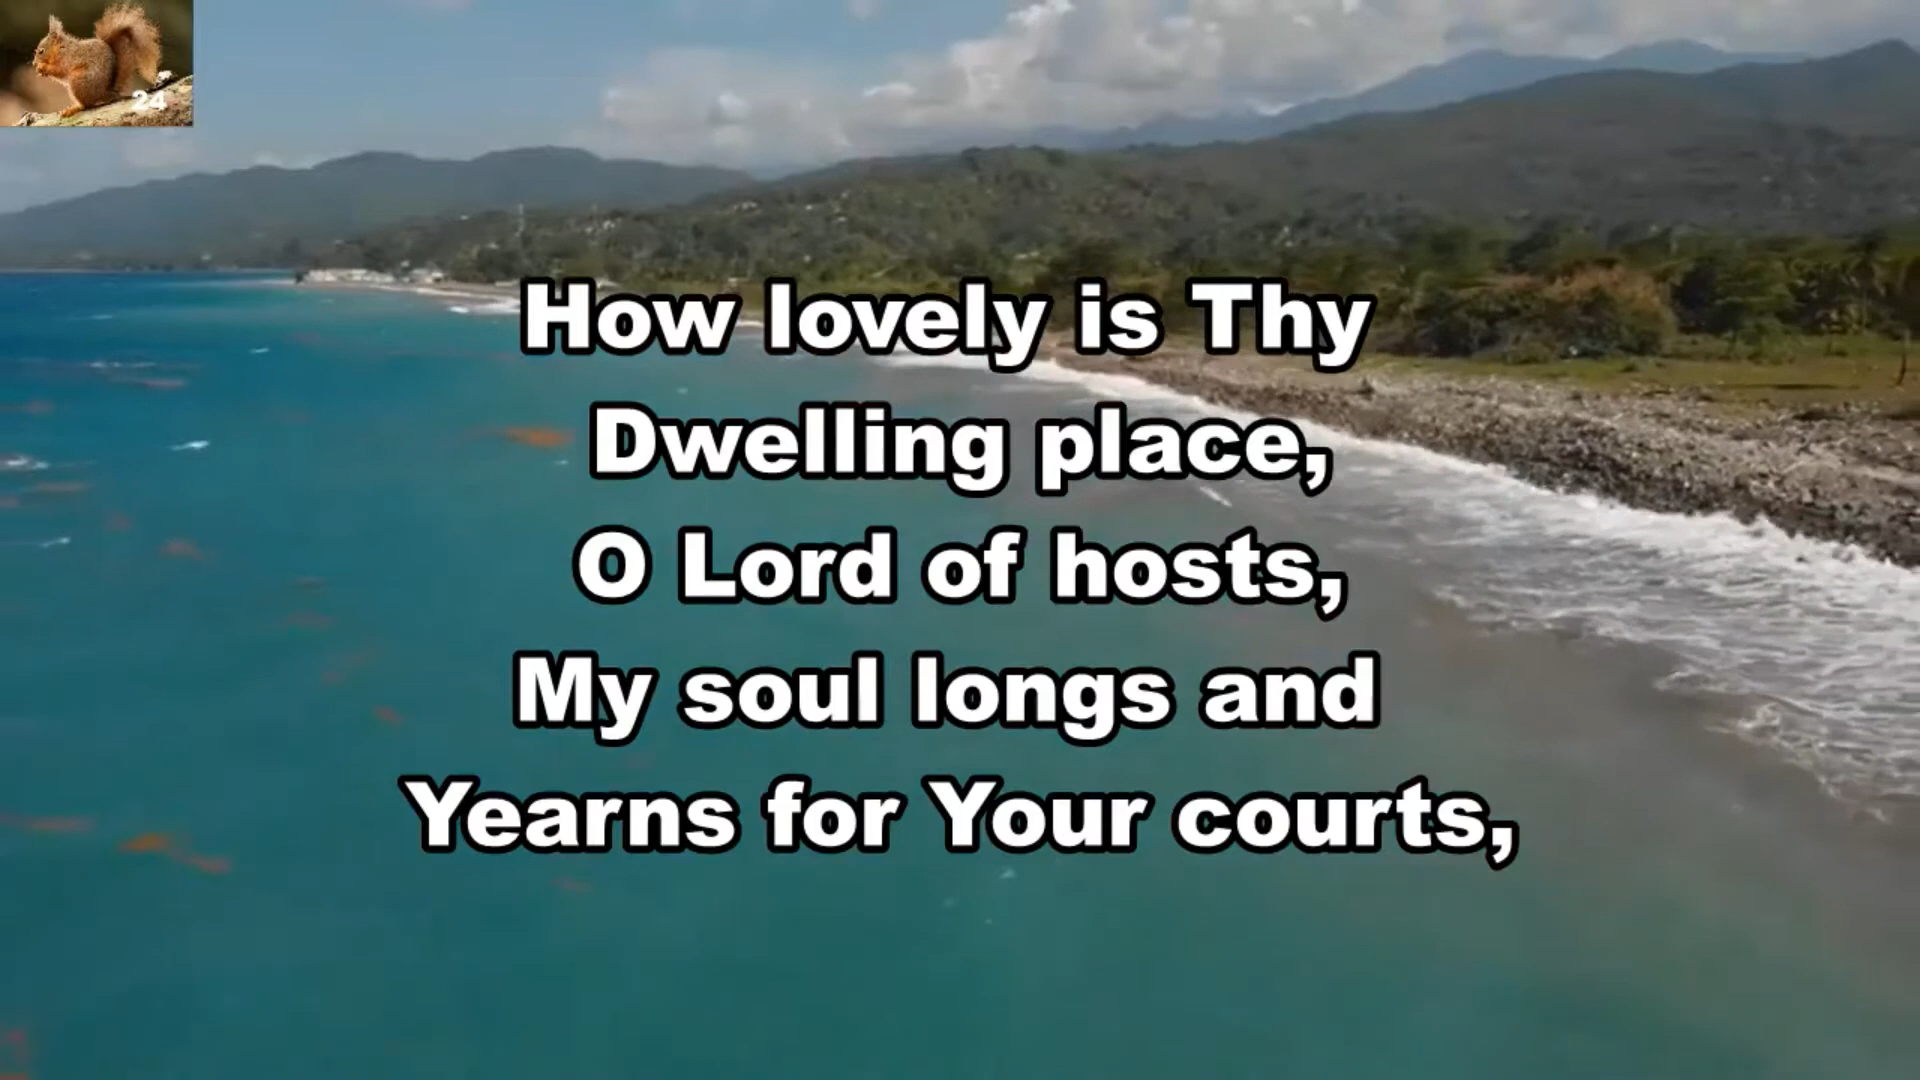 24
How lovely is Thy
Dwelling place,
O Lord of hosts,
My soul longs and
Yearns for Your courts,